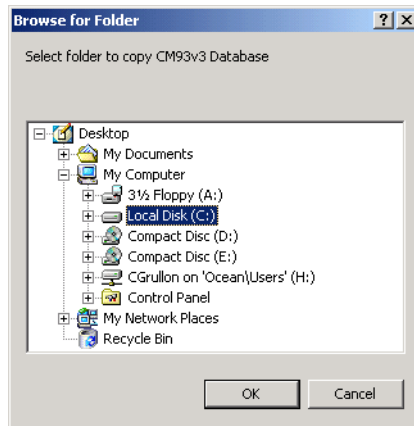 Browse for Folder
Select folder to copy CM93v3 Database
Desktop
My Documents
My Computer
3½ Floppy (A:)
Local Disk (C:)
Compact Disc (D:)
Compact Disc (E:)
CGrullon on 'Ocean\Users' (H:)
Control Panel
My Network Places
Recycle Bin
OK Cancel